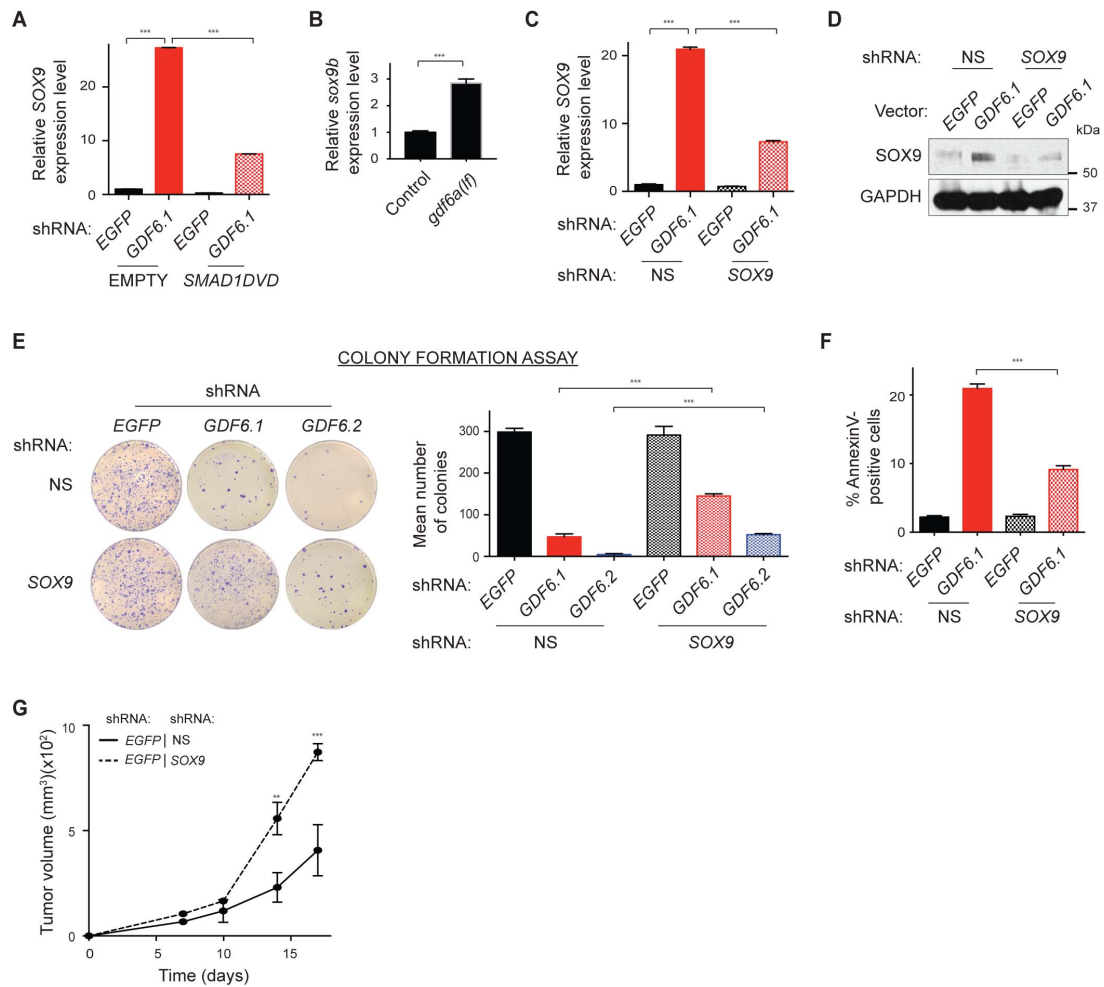 A
Relative SOX9
expression level
20
10
0
***
***
shRNA:
EGFP
GDF6.1
EGFP
GDF6.1
EMPTY
SMAD1DVD
B
Relative sox9b
expression level
3
2
1
0
***
Control
gdf6a(lf)
C
Relative SOX9
expression level
20
10
0
***
***
shRNA:
EGFP
GDF6.1
EGFP
GDF6.1
shRNA:
NS
SOX9
D
shRNA:
NS
SOX9
Vector:
EGFP
GDF6.1
EGFP
GDF6.1
kDa
SOX9
50
GAPDH
37
E
COLONY FORMATION ASSAY
shRNA
EGFP
GDF6.1
GDF6.2
shRNA:
NS
SOX9
Mean number
of colonies
300
200
100
0
***
***
shRNA:
EGFP
GDF6.1
GDF6.2
EGFP
GDF6.1
GDF6.2
shRNA:
NS
SOX9
F
% AnnexinV-
positive cells
20
10
0
***
shRNA:
EGFP
GDF6.1
EGFP
GDF6.1
shRNA:
NS
SOX9
G
Tumor volume (mm³)(x10²)
10
5
0
shRNA: shRNA:
EGFP | NS
EGFP | SOX9
**
***
0 5 10 15
Time (days)